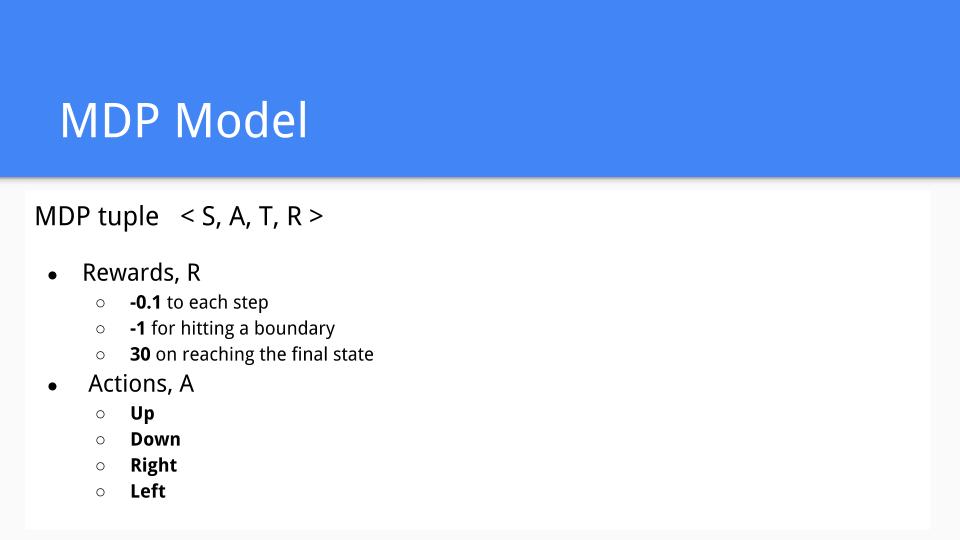 MDP Model
MDP tuple < S, A, T, R >
● Rewards, R
○ -0.1 to each step
○ -1 for hitting a boundary
○ 30 on reaching the final state
● Actions, A
○ Up
○ Down
○ Right
○ Left